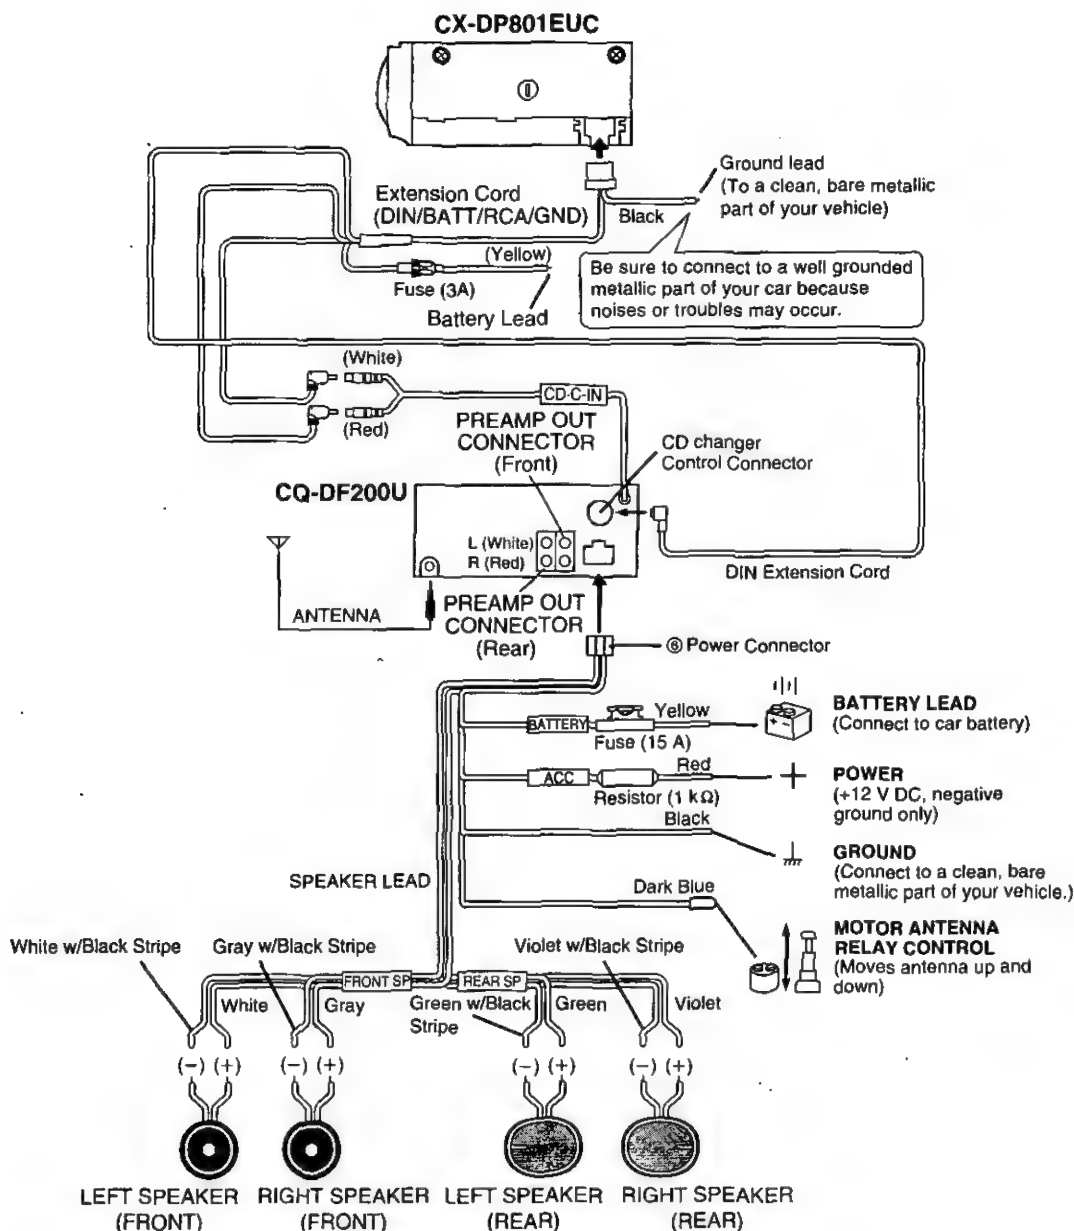 CX-DP801EUC
Ground lead
(To a clean, bare metallic
part of your vehicle)
Extension Cord
(DIN/BATT/RCA/GND)
Black
(Yellow)
Fuse (3A)
Battery Lead
Be sure to connect to a well grounded
metallic part of your car because
noises or troubles may occur.
(White)
(Red)
CD·C-IN
PREAMP OUT
CONNECTOR
(Front)
CD changer
Control Connector
CQ-DF200U
L (White)
R (Red)
DIN Extension Cord
ANTENNA
PREAMP OUT
CONNECTOR
(Rear)
⑥ Power Connector
BATTERY
Yellow
Fuse (15 A)
+ -
BATTERY LEAD
(Connect to car battery)
ACC
Red
Resistor (1 kΩ)
+
POWER
(+12 V DC, negative
ground only)
Black
GROUND
(Connect to a clean, bare
metallic part of your vehicle.)
SPEAKER LEAD
Dark Blue
MOTOR ANTENNA
RELAY CONTROL
(Moves antenna up and
down)
White w/Black Stripe
Gray w/Black Stripe
Violet w/Black Stripe
FRONT SP
REAR SP
White
Gray
Green w/Black
Stripe
Green
Violet
(−) (+)
(−) (+)
(−) (+)
(−) (+)
LEFT SPEAKER
(FRONT)
RIGHT SPEAKER
(FRONT)
LEFT SPEAKER
(REAR)
RIGHT SPEAKER
(REAR)